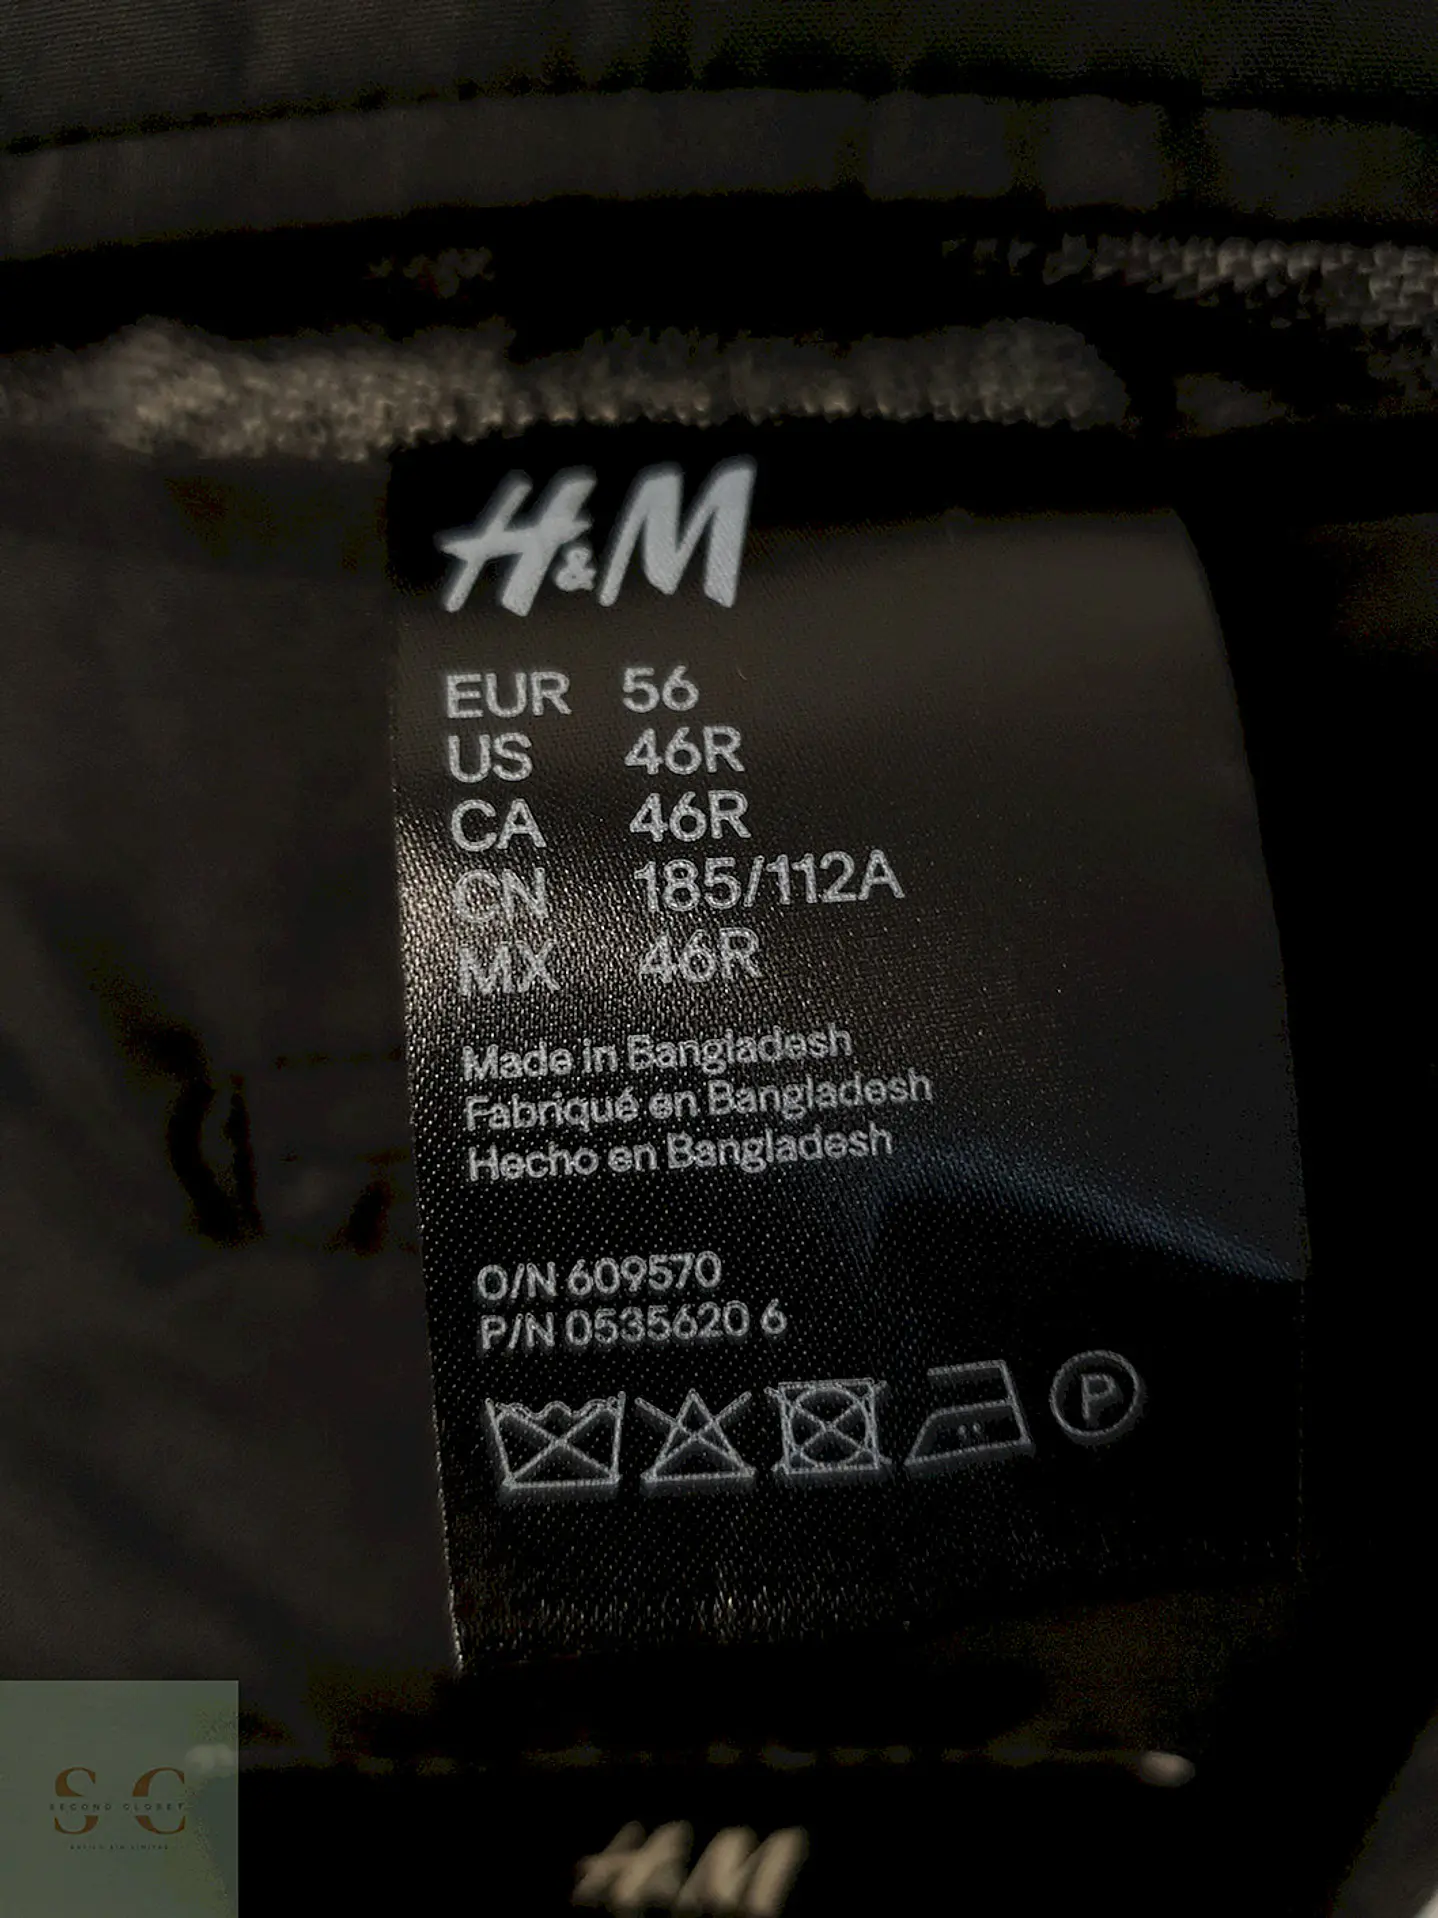 H&M
EUR 56
US 46R
CA 46R
CN 185/112A
MX 46R
Made in Bangladesh
Fabriqué en Bangladesh
Hecho en Bangladesh
O/N 609570
P/N 0535620 6
P
SC
SECOND CLOSET
H&M